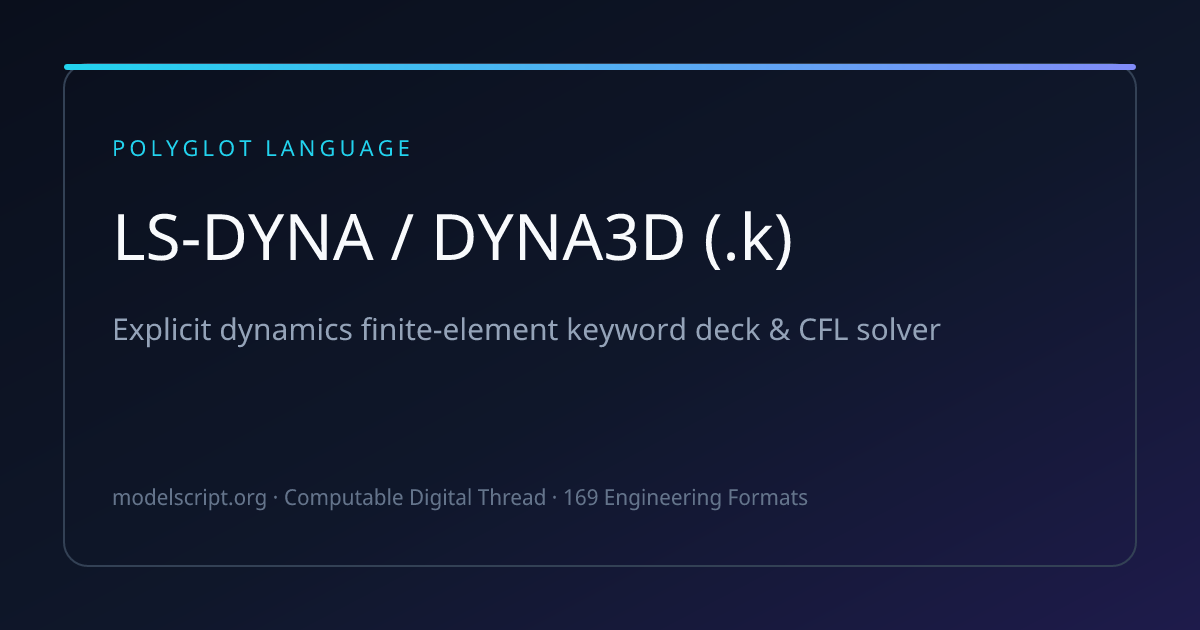 POLYGLOT LANGUAGE
LS-DYNA / DYNA3D (.k)
Explicit dynamics finite-element keyword deck & CFL solver
modelscript.org · Computable Digital Thread · 169 Engineering Formats